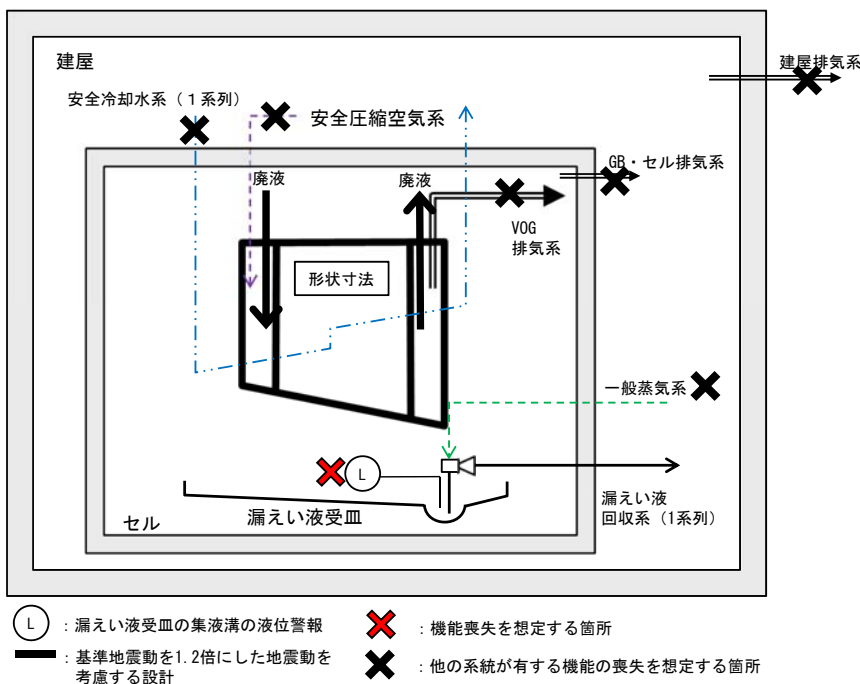 建屋
建屋排気系
安全冷却水系（１系列）
安全圧縮空気系
GB・セル排気系
廃液
廃液
VOG
排気系
形状寸法
一般蒸気系
L
漏えい液受皿
漏えい液
回収系（1系列）
セル
L
：漏えい液受皿の集液溝の液位警報
：機能喪失を想定する箇所
：基準地震動を1.2倍にした地震動を
考慮する設計
：他の系統が有する機能の喪失を想定する箇所